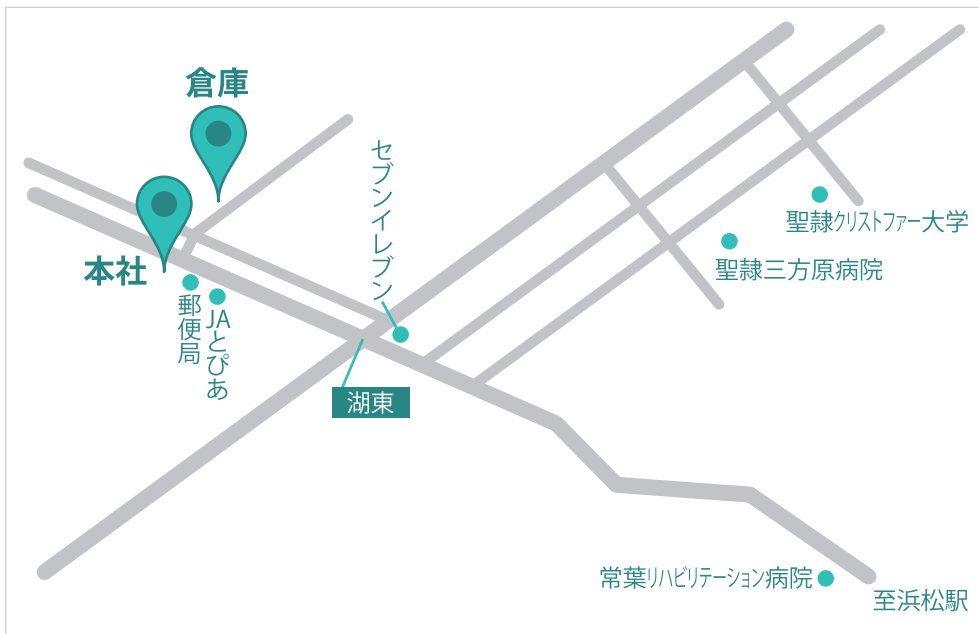 倉庫
本社
郵便局
JAとぴあ
セブンイレブン
湖東
聖隷クリストファー大学
聖隷三方原病院
常葉リハビリテーション病院
至浜松駅